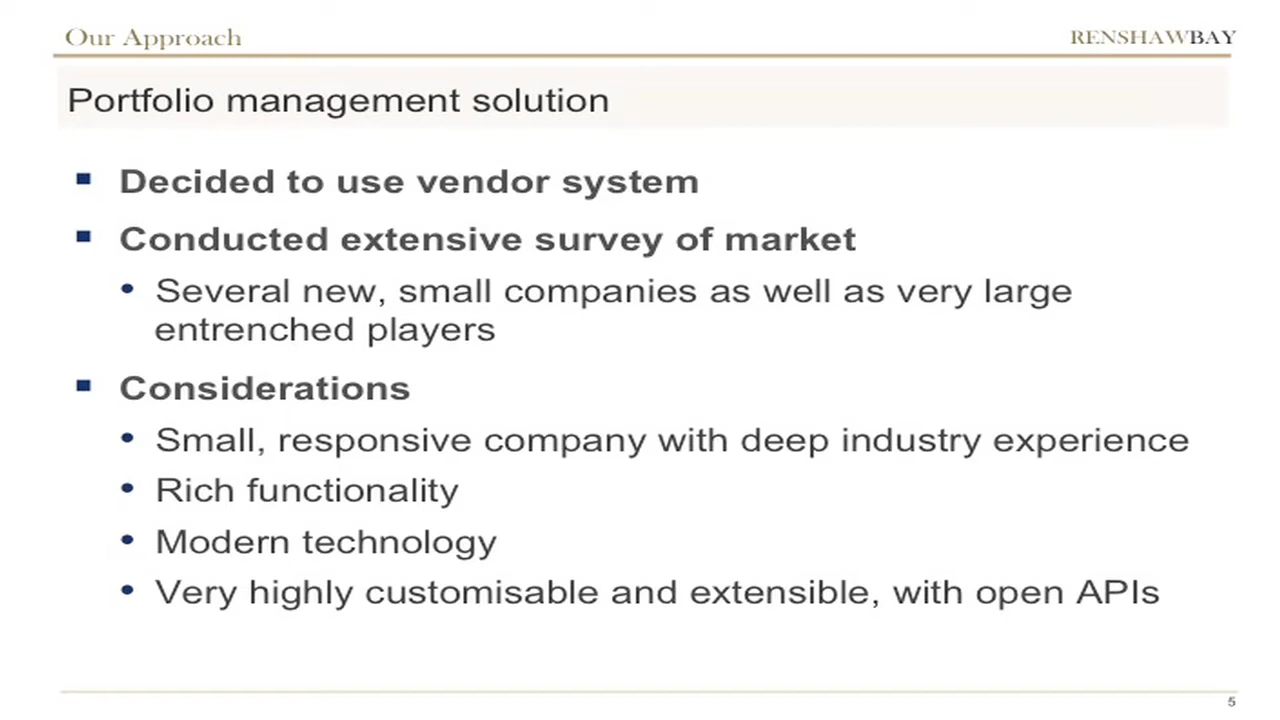 Our Approach
RENSHAWBAY
Portfolio management solution
Decided to use vendor system
Conducted extensive survey of market
Several new, small companies as well as very large
entrenched players
Considerations
Small, responsive company with deep industry experience
Rich functionality
Modern technology
Very highly customisable and extensible, with open APIs
5